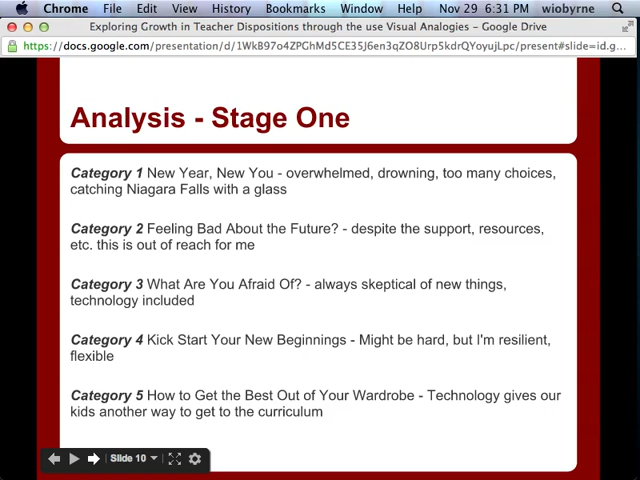 Chrome File Edit View History Bookmarks Window Help Nov 29 6:31 PM wiobyrne
Exploring Growth in Teacher Dispositions through the use Visual Analogies – Google Drive
https://docs.google.com/presentation/d/1WkB97o4ZPGhMd5CE35J6en3qZO8Urp5kdrQYoyujLpc/present#slide=id.g...
Analysis - Stage One
Category 1 New Year, New You - overwhelmed, drowning, too many choices,
catching Niagara Falls with a glass
Category 2 Feeling Bad About the Future? - despite the support, resources,
etc. this is out of reach for me
Category 3 What Are You Afraid Of? - always skeptical of new things,
technology included
Category 4 Kick Start Your New Beginnings - Might be hard, but I'm resilient,
flexible
Category 5 How to Get the Best Out of Your Wardrobe - Technology gives our
kids another way to get to the curriculum
Slide 10